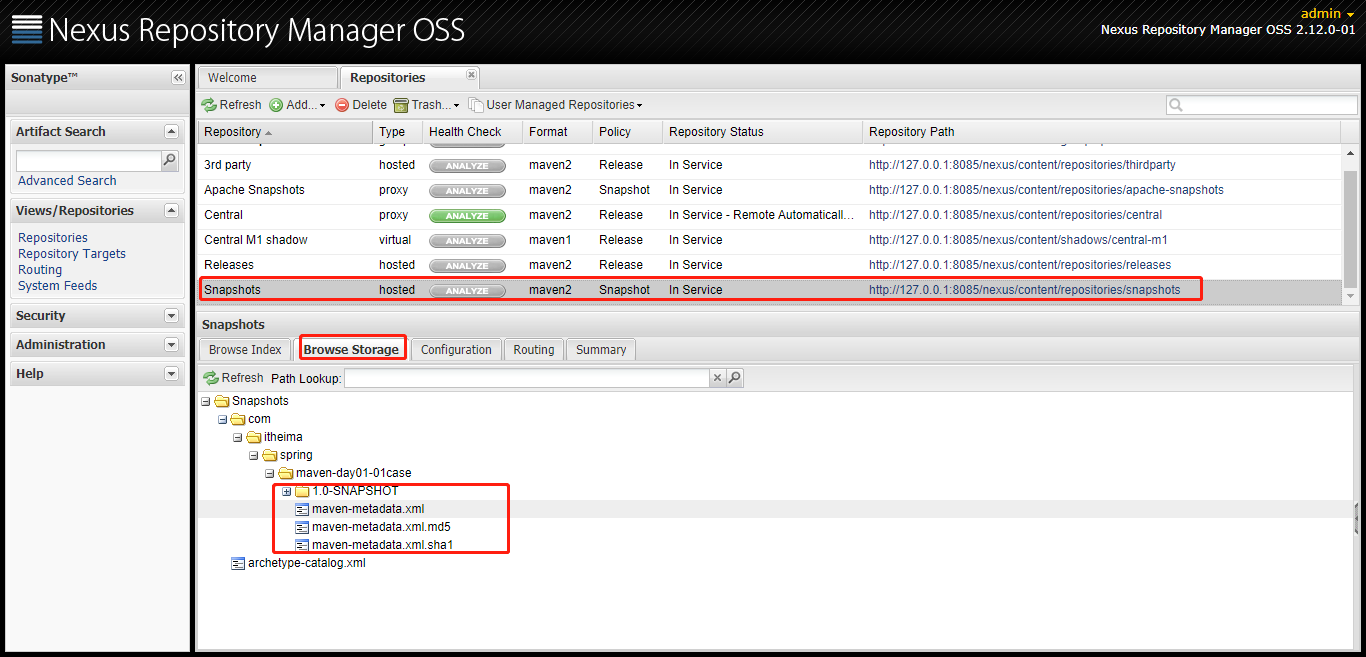 Nexus Repository Manager OSS
admin
Nexus Repository Manager OSS 2.12.0-01
Sonatype™
Artifact Search
Advanced Search
Views/Repositories
Repositories
Repository Targets
Routing
System Feeds
Security
Administration
Help
Welcome Repositories
Refresh Add... Delete Trash... User Managed Repositories
Repository Type Health Check Format Policy Repository Status Repository Path
3rd party hosted ANALYZE maven2 Release In Service http://127.0.0.1:8085/nexus/content/repositories/thirdparty
Apache Snapshots proxy ANALYZE maven2 Snapshot In Service http://127.0.0.1:8085/nexus/content/repositories/apache-snapshots
Central proxy ANALYZE maven2 Release In Service - Remote Automaticall... http://127.0.0.1:8085/nexus/content/repositories/central
Central M1 shadow virtual ANALYZE maven1 Release In Service http://127.0.0.1:8085/nexus/content/shadows/central-m1
Releases hosted ANALYZE maven2 Release In Service http://127.0.0.1:8085/nexus/content/repositories/releases
Snapshots hosted ANALYZE maven2 Snapshot In Service http://127.0.0.1:8085/nexus/content/repositories/snapshots
Snapshots
Browse Index Browse Storage Configuration Routing Summary
Refresh Path Lookup:
Snapshots
com
itheima
spring
maven-day01-01case
1.0-SNAPSHOT
maven-metadata.xml
maven-metadata.xml.md5
maven-metadata.xml.sha1
archetype-catalog.xml